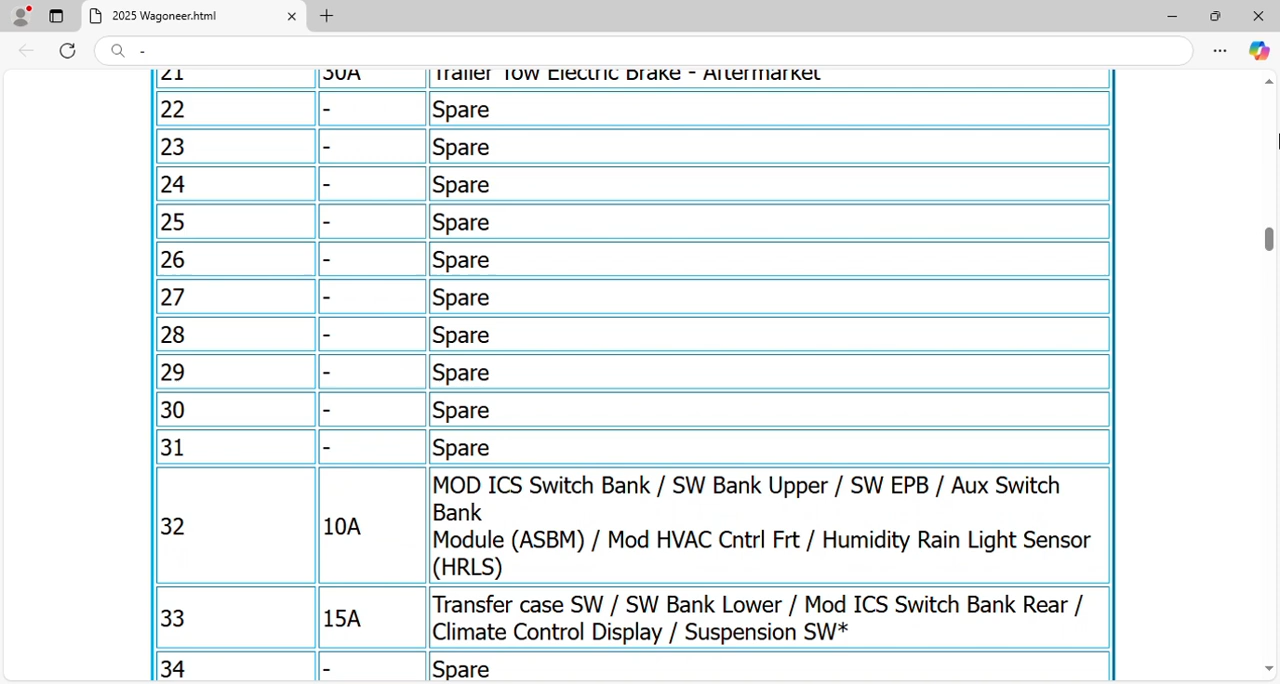 2025 Wagoneer.html
-
21 30A Trailer Tow Electric Brake - Aftermarket
22 - Spare
23 - Spare
24 - Spare
25 - Spare
26 - Spare
27 - Spare
28 - Spare
29 - Spare
30 - Spare
31 - Spare
32 10A MOD ICS Switch Bank / SW Bank Upper / SW EPB / Aux Switch
Bank
Module (ASBM) / Mod HVAC Cntrl Frt / Humidity Rain Light Sensor
(HRLS)
33 15A Transfer case SW / SW Bank Lower / Mod ICS Switch Bank Rear /
Climate Control Display / Suspension SW*
34 - Spare